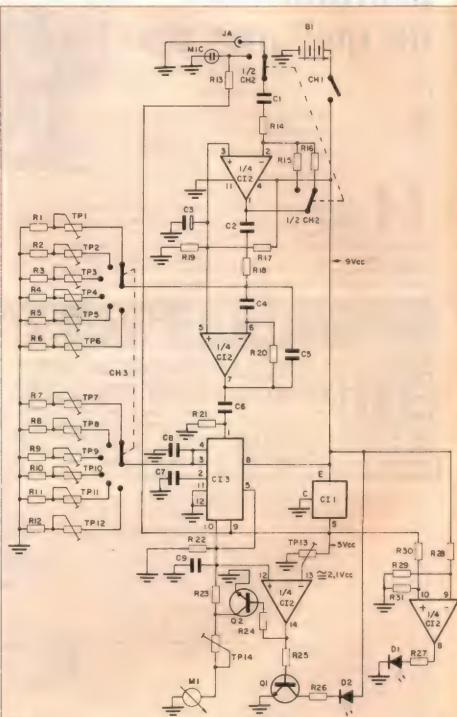 JA
B1
MIC
R13
1/2
CH2
CH1
C1
R14
3
2
1/4
CI2
11
4
1
R15
R16
1/2 CH2
C3
C2
R19
R17
R18
9Vcc
R1
TP1
R2
TP2
R3
TP3
R4
TP4
R5
TP5
R6
TP6
CH3
C4
5
6
1/4
CI2
7
R20
C5
C6
R21
1
R7
TP7
R8
TP8
R9
TP9
R10
TP10
R11
TP11
R12
TP12
C8
4
3
C7
2
11
12
CI3
8
5
10
9
E
C
CI1
S
R22
TP13
5Vcc
≅2,1Vcc
C9
12
13
1/4
CI2
14
R23
Q2
R24
R25
TP14
M1
Q1
R26
D2
R30
R28
R29
R31
10
9
1/4
CI2
8
D1
R27